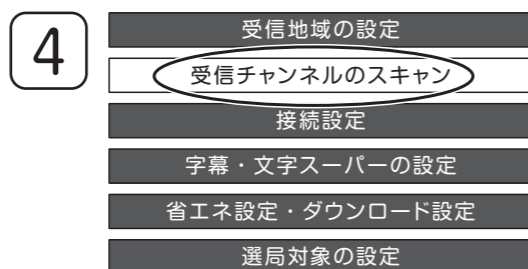 4
受信地域の設定
受信チャンネルのスキャン
接続設定
字幕・文字スーパーの設定
省エネ設定・ダウンロード設定
選局対象の設定